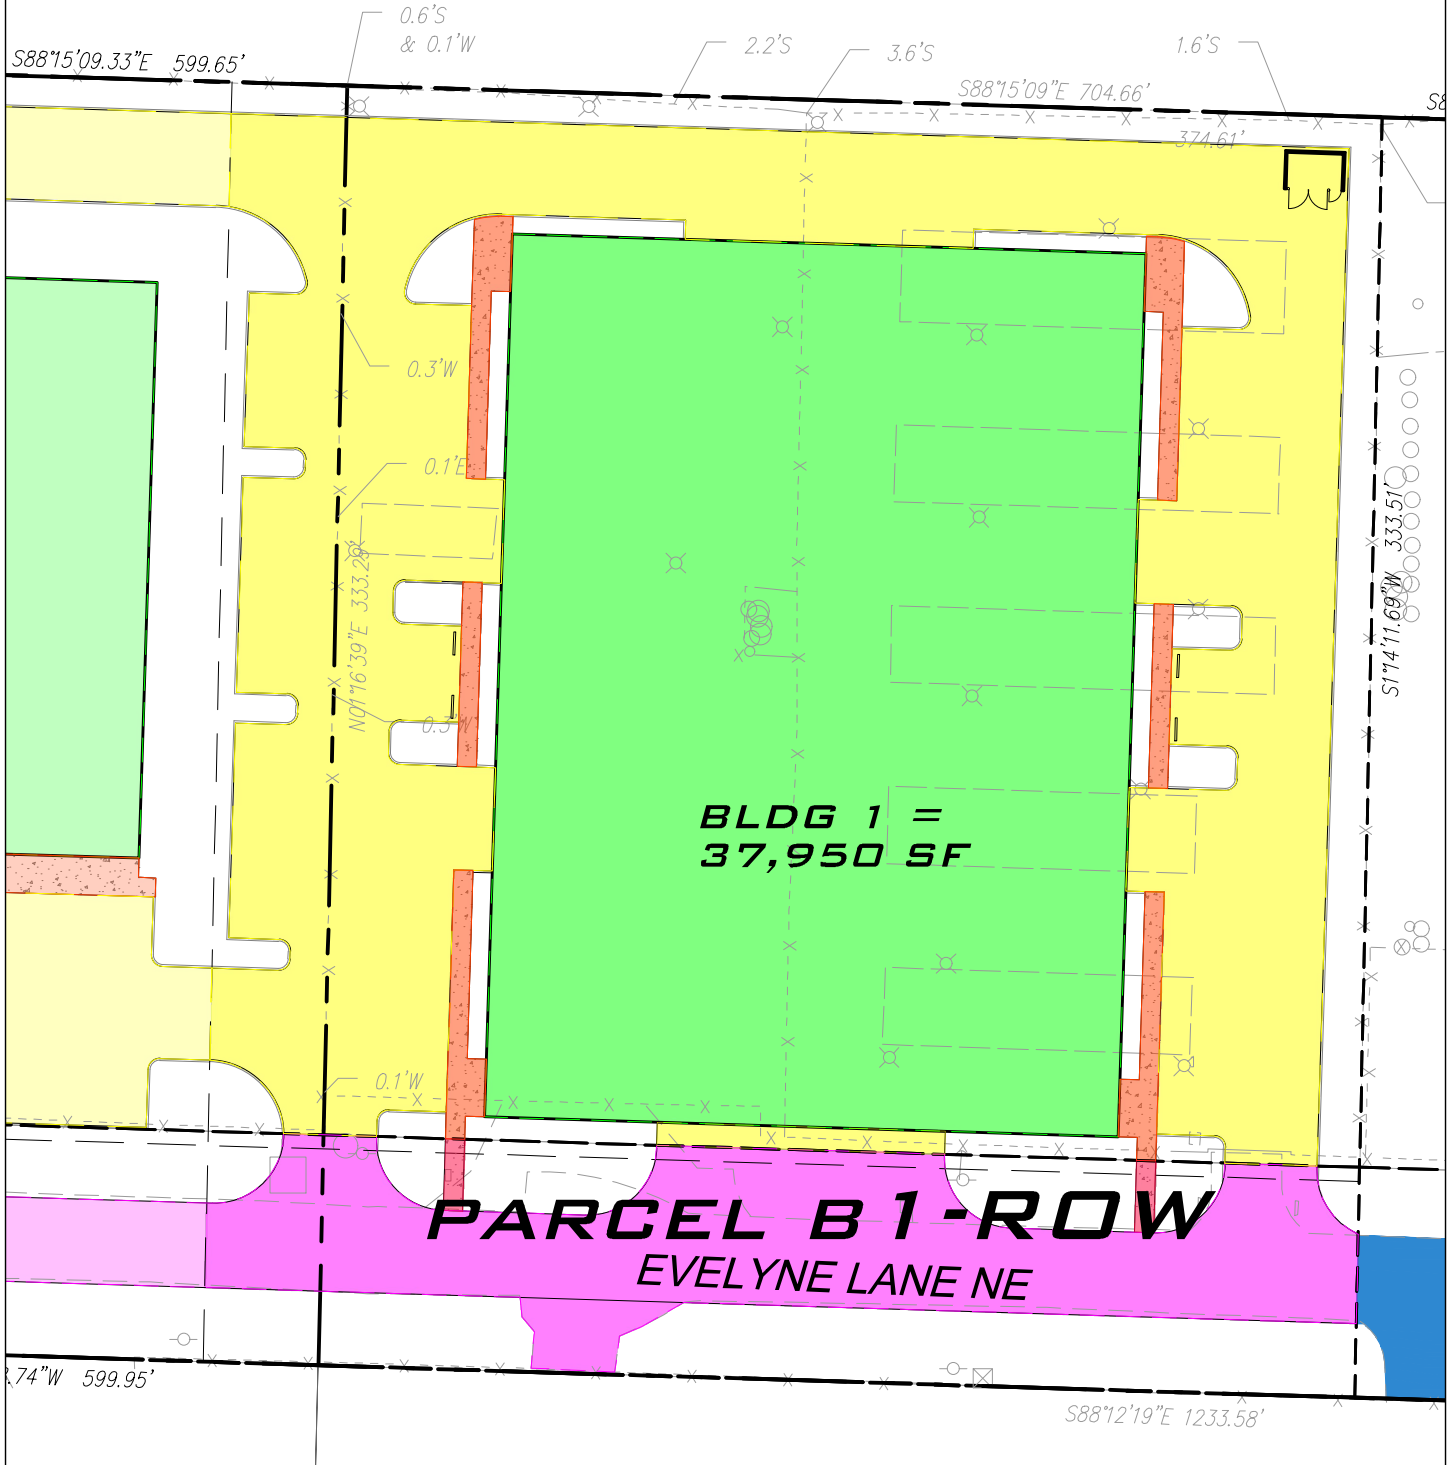 0.6'S
& 0.1'W
2.2'S
3.6'S
1.6'S
S88°15'09.33"E 599.65'
S88°15'09"E 704.66'
S8
374.61'
0.3'W
0.1'E
N01°16'39"E 333.29'
S1°14'11.69"W 333.51'
0.3'W
BLDG 1 =
37,950 SF
0.1'W
PARCEL B1-ROW
EVELYNE LANE NE
.74"W 599.95'
S88°12'19"E 1233.58'